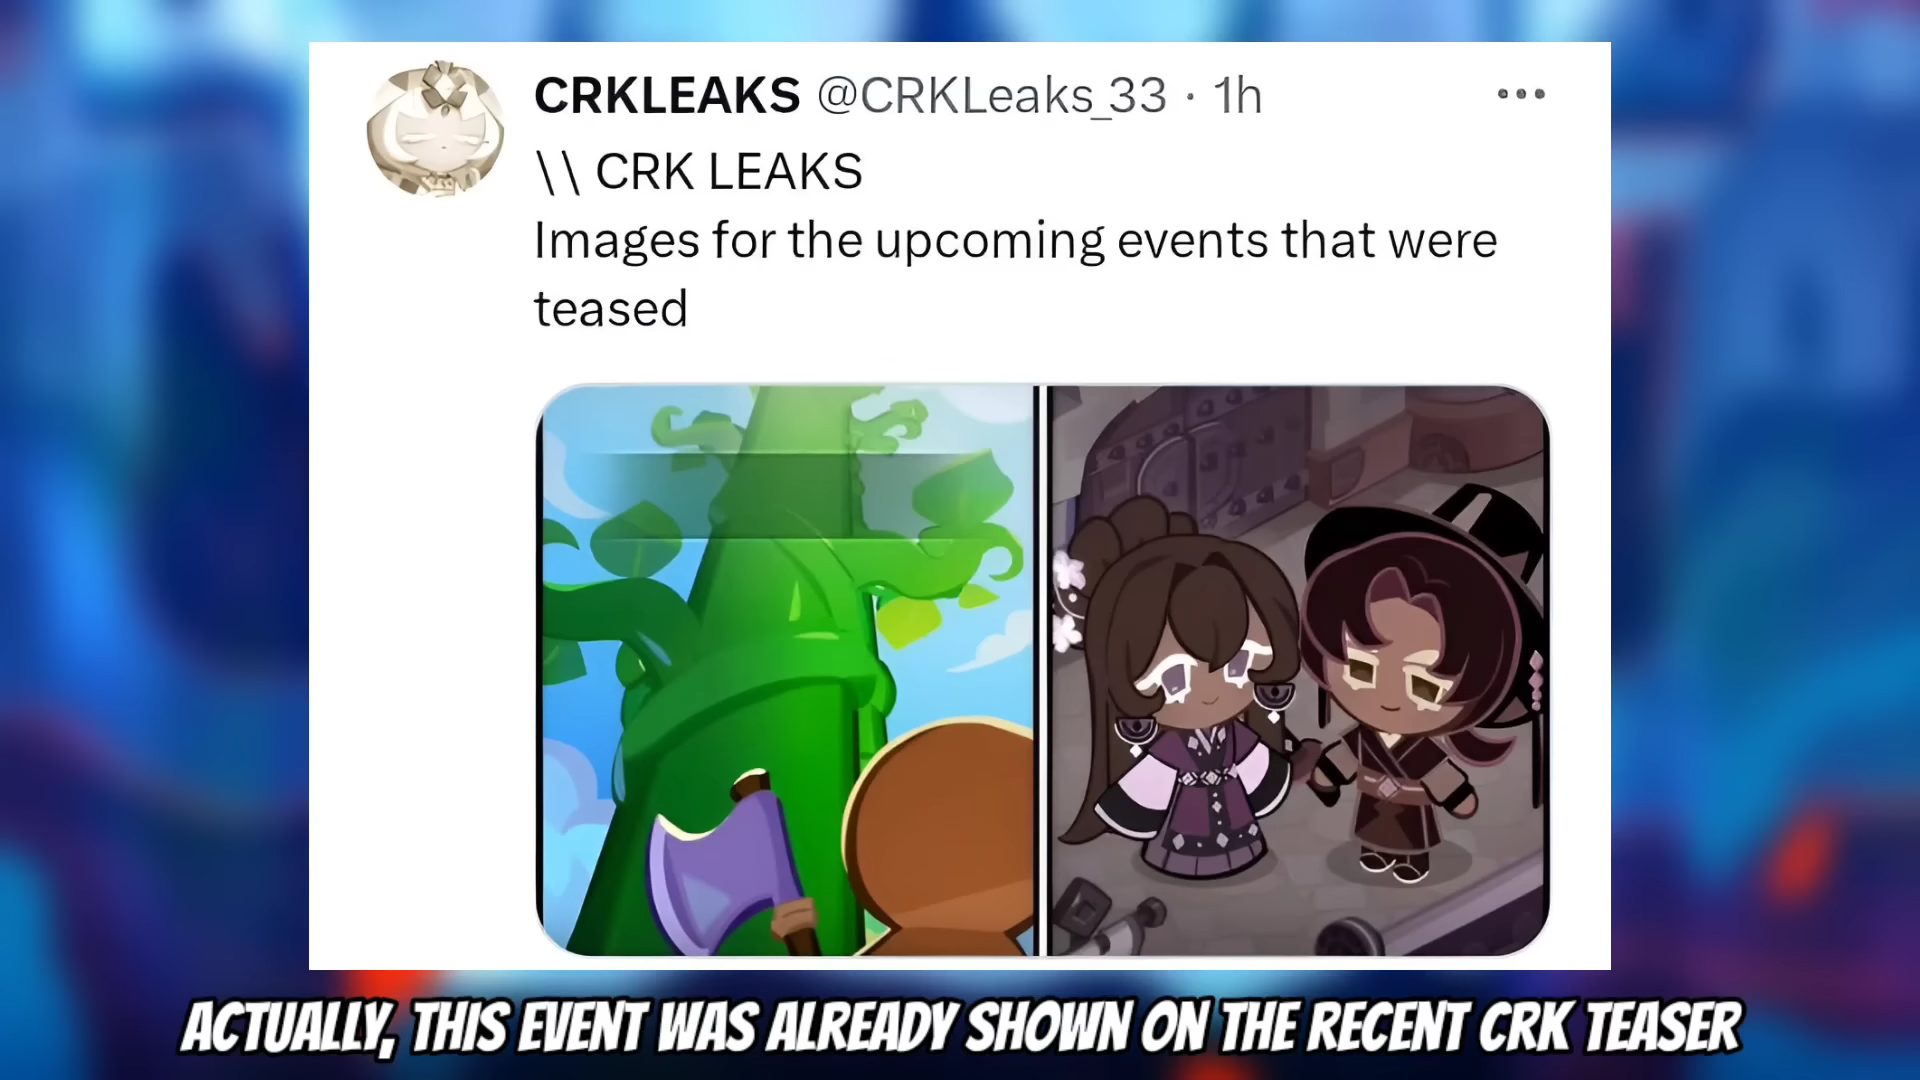 CRKLEAKS @CRKLeaks_33 · 1h
\\ CRK LEAKS
Images for the upcoming events that were
teased
ACTUALLY, THIS EVENT WAS ALREADY SHOWN ON THE RECENT CRK TEASER